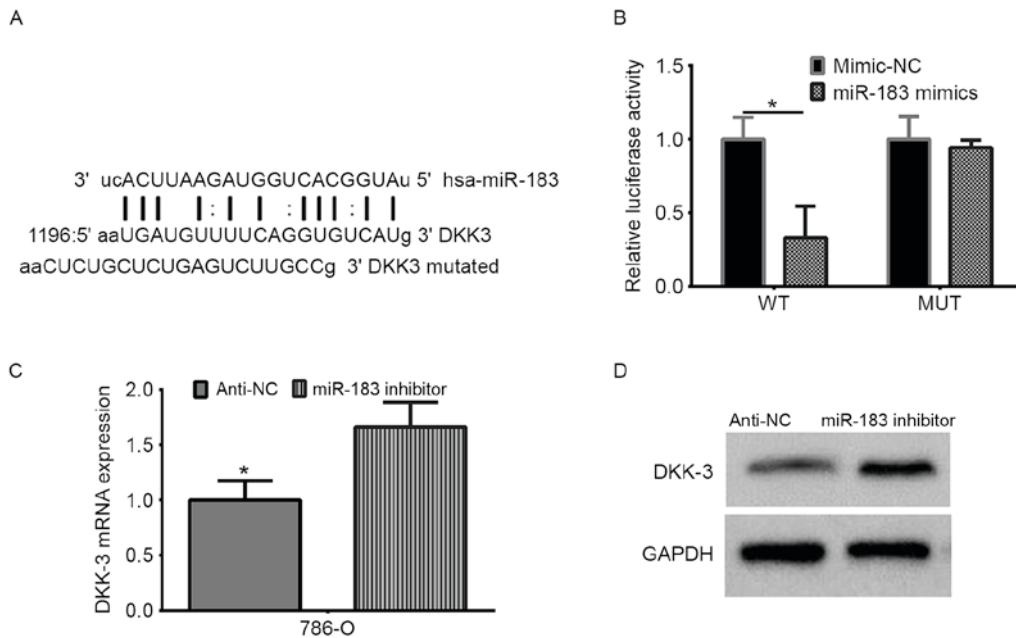 A
3' ucACUUAAGAUGGUCACGGUAu 5' hsa-miR-183
1196:5' aaUGAUGUUUUCAGGUGUCAUg 3' DKK3
aaCUCUGCUCUGAGUCUUGCCg 3' DKK3 mutated
B
Relative luciferase activity
1.5
1.0
0.5
0.0
Mimic-NC
miR-183 mimics
*
WT
MUT
C
DKK-3 mRNA expression
2.0
1.5
1.0
0.5
0.0
Anti-NC
miR-183 inhibitor
*
786-O
D
Anti-NC miR-183 inhibitor
DKK-3
GAPDH